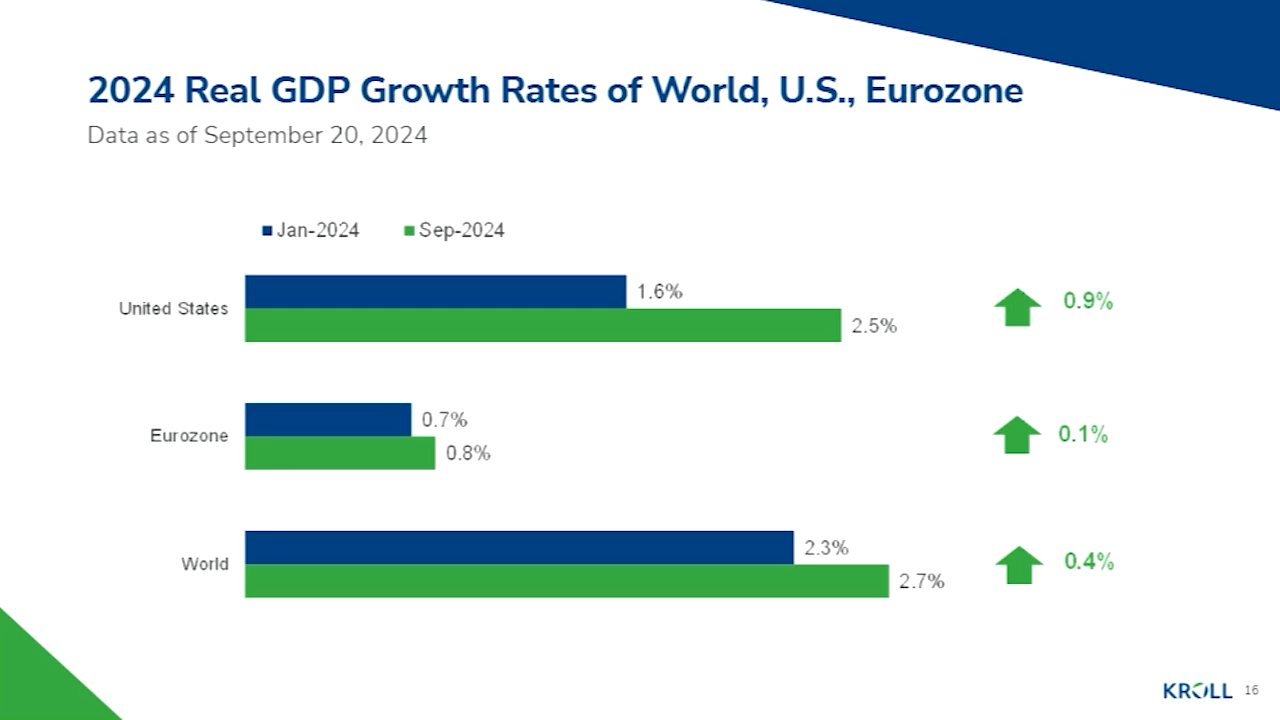 2024 Real GDP Growth Rates of World, U.S., Eurozone
Data as of September 20, 2024
Jan-2024 Sep-2024
United States
1.6%
2.5%
0.9%
Eurozone
0.7%
0.8%
0.1%
World
2.3%
2.7%
0.4%
KROLL 16